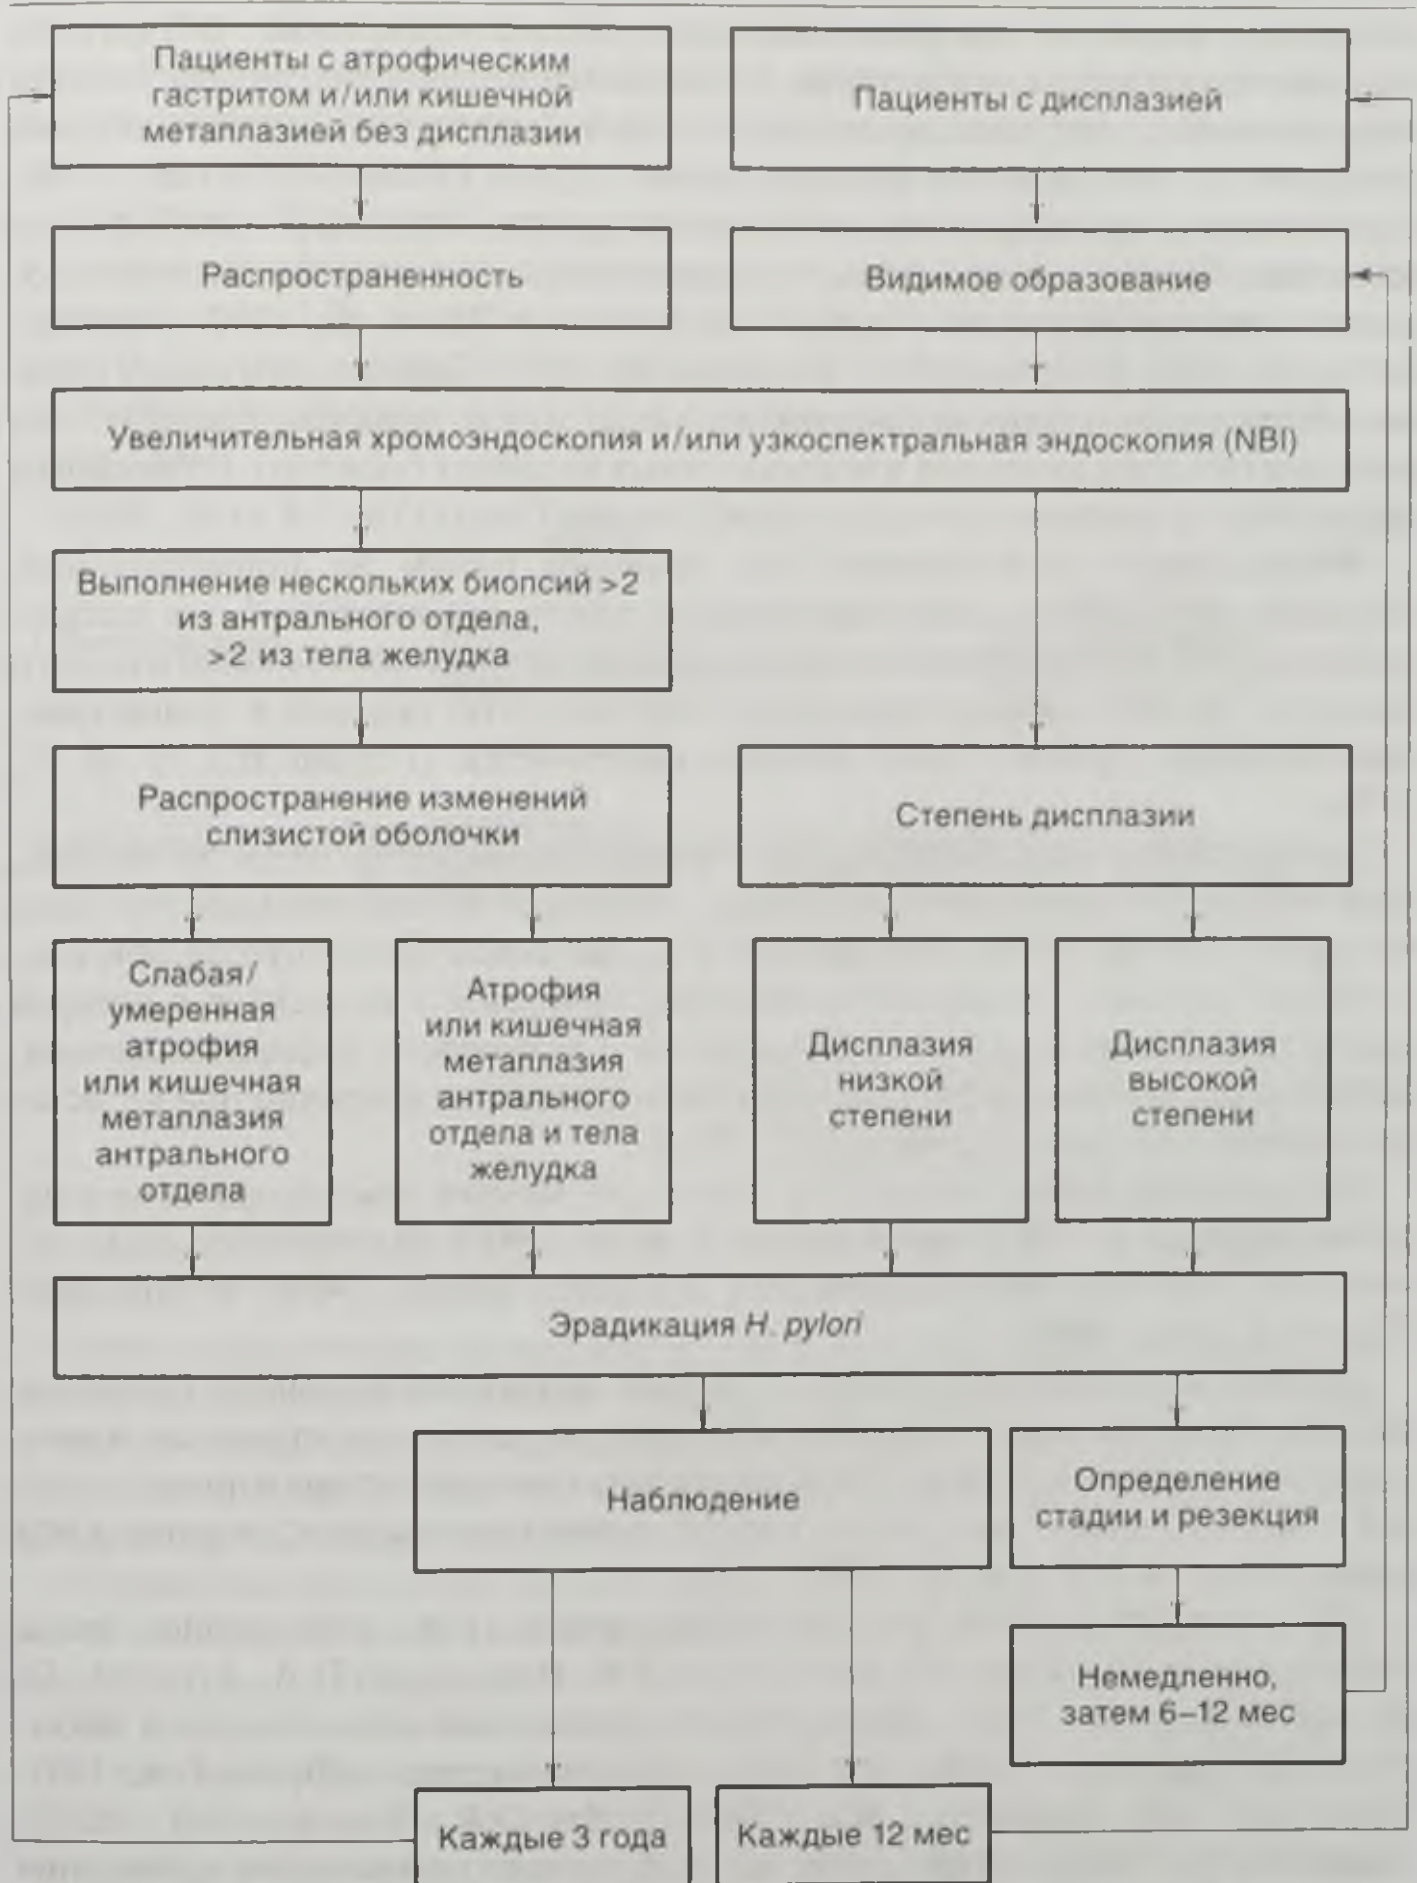 Пациенты с атрофическим
гастритом и/или кишечной
метаплазией без дисплазии
Пациенты с дисплазией
Распространенность
Видимое образование
Увеличительная хромоэндоскопия и/или узкоспектральная эндоскопия (NBI)
Выполнение нескольких биопсий >2
из антрального отдела,
>2 из тела желудка
Распространение изменений
слизистой оболочки
Степень дисплазии
Слабая/
умеренная
атрофия
или кишечная
метаплазия
антрального
отдела
Атрофия
или кишечная
метаплазия
антрального
отдела и тела
желудка
Дисплазия
низкой
степени
Дисплазия
высокой
степени
Эрадикация H. pylori
Наблюдение
Определение
стадии и резекция
Немедленно,
затем 6–12 мес
Каждые 3 года
Каждые 12 мес